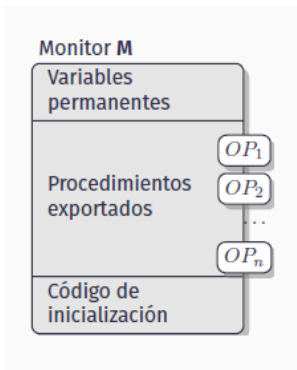 Monitor M
Variables
permanentes
OP₁
Procedimientos
exportados
OP₂
...
OPₙ
Código de
inicialización